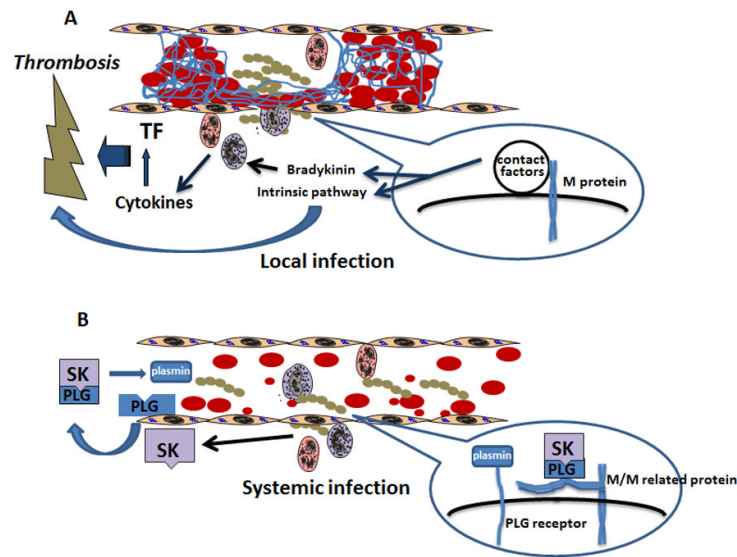 A
Thrombosis
TF
Cytokines
Bradykinin
Intrinsic pathway
contact
factors
M protein
Local infection
B
SK
PLG
plasmin
PLG
SK
Systemic infection
plasmin
SK
PLG
M/M related protein
PLG receptor